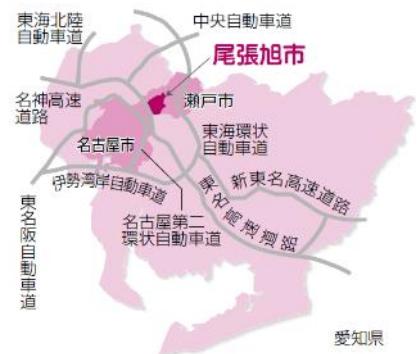 東海北陸
自動車道
中央自動車道
尾張旭市
名神高速
道路
瀬戸市
名古屋市
東海環状
自動車道
伊勢湾岸自動車道
新東名高速道路
東名高速道路
名古屋第二
環状自動車道
東名阪自動車道
愛知県